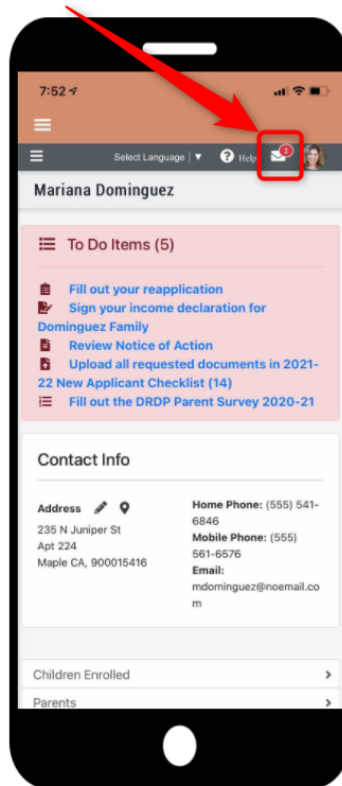 7:52
Select Language ▼ Help 2
Mariana Dominguez
To Do Items (5)
Fill out your reapplication
Sign your income declaration for
Dominguez Family
Review Notice of Action
Upload all requested documents in 2021-
22 New Applicant Checklist (14)
Fill out the DRDP Parent Survey 2020-21
Contact Info
Address
235 N Juniper St
Apt 224
Maple CA, 900015416
Home Phone: (555) 541-
6846
Mobile Phone: (555)
561-6576
Email:
mdominguez@noemail.co
m
Children Enrolled
Parents